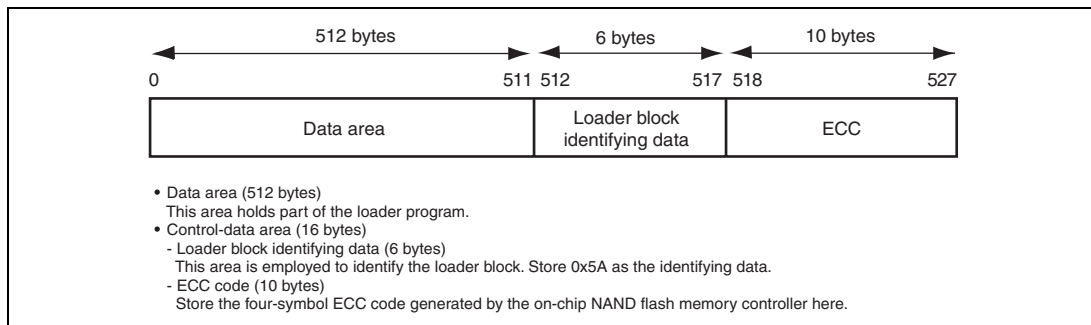 512 bytes 6 bytes 10 bytes
0 511 512 517 518 527
Data area Loader block identifying data ECC
• Data area (512 bytes)
This area holds part of the loader program.
• Control-data area (16 bytes)
- Loader block identifying data (6 bytes)
This area is employed to identify the loader block. Store 0x5A as the identifying data.
- ECC code (10 bytes)
Store the four-symbol ECC code generated by the on-chip NAND flash memory controller here.